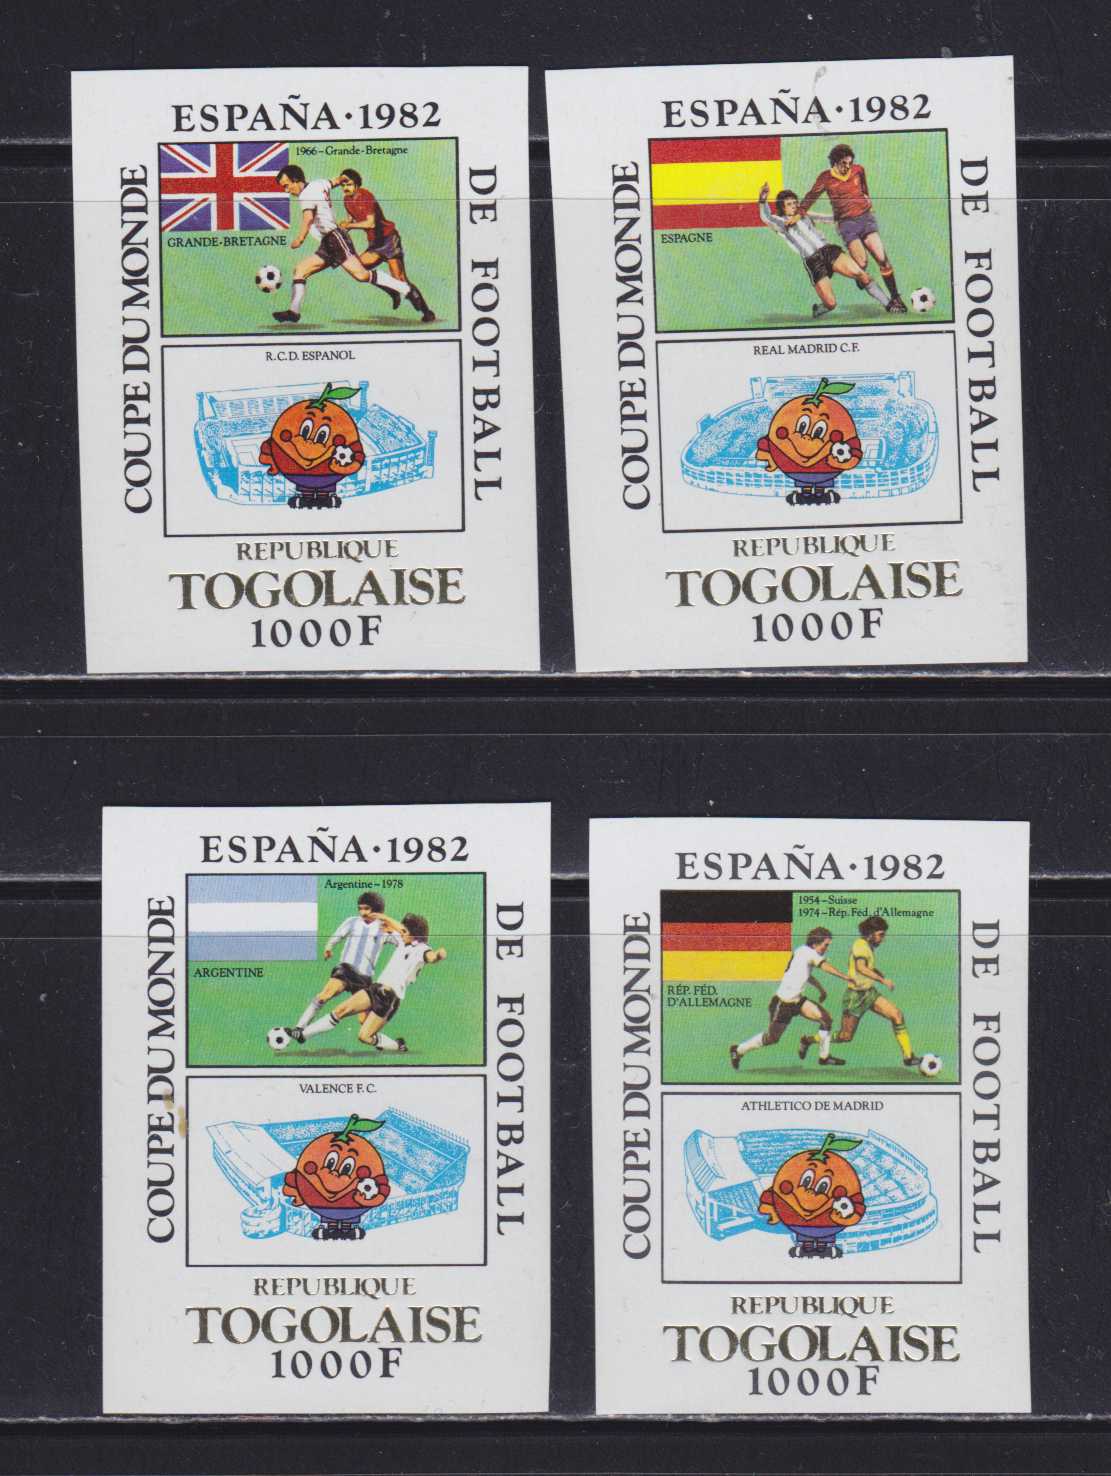 ESPAÑA·1982
COUPE DU MONDE
DE FOOTBALL
1966-Grande-Bretagne
GRANDE-BRETAGNE
R.C.D. ESPANOL
REPUBLIQUE
TOGOLAISE
1000F
ESPAÑA·1982
COUPE DU MONDE
DE FOOTBALL
ESPAGNE
REAL MADRID C.F.
REPUBLIQUE
TOGOLAISE
1000F
ESPAÑA·1982
COUPE DU MONDE
DE FOOTBALL
Argentine-1978
ARGENTINE
VALENCE F.C.
REPUBLIQUE
TOGOLAISE
1000F
ESPAÑA·1982
COUPE DU MONDE
DE FOOTBALL
1954-Suisse
1974-Rép. Féd. d'Allemagne
RÉP. FÉD.
D'ALLEMAGNE
ATHLETICO DE MADRID
REPUBLIQUE
TOGOLAISE
1000F